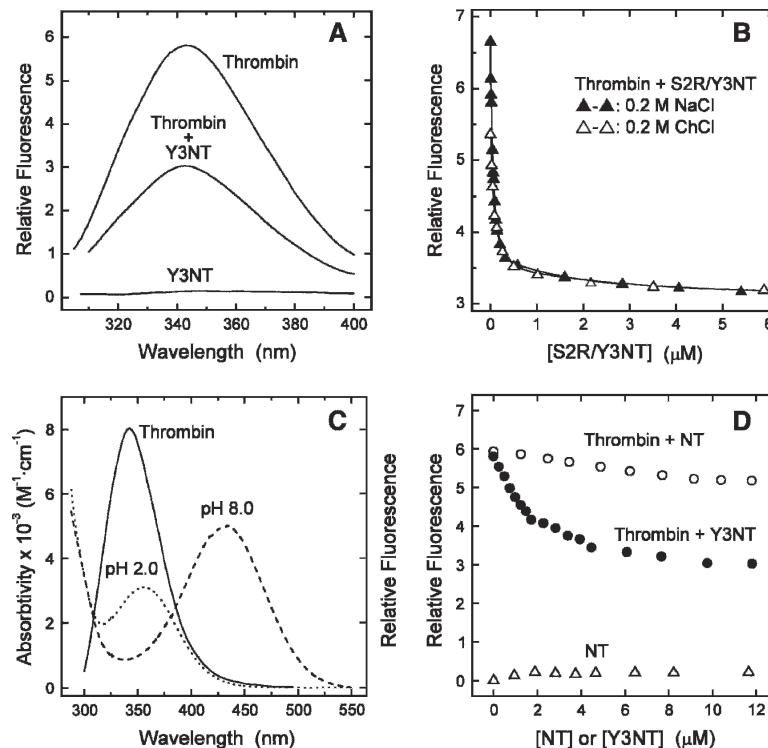 A
Relative Fluorescence
6
5
4
3
2
1
0
Thrombin
Thrombin
+
Y3NT
Y3NT
320 340 360 380 400
Wavelength (nm)
B
Relative Fluorescence
7
6
5
4
3
Thrombin + S2R/Y3NT
▲-▲: 0.2 M NaCl
△-△: 0.2 M ChCl
0 1 2 3 4 5 6
[S2R/Y3NT] (μM)
C
Absorbtivity x 10⁻³ (M⁻¹·cm⁻¹)
8
6
4
2
0
Thrombin
pH 8.0
pH 2.0
300 350 400 450 500 550
Wavelength (nm)
Relative Fluorescence
D
Relative Fluorescence
7
6
5
4
3
2
1
0
Thrombin + NT
Thrombin + Y3NT
NT
0 2 4 6 8 10 12
[NT] or [Y3NT] (μM)